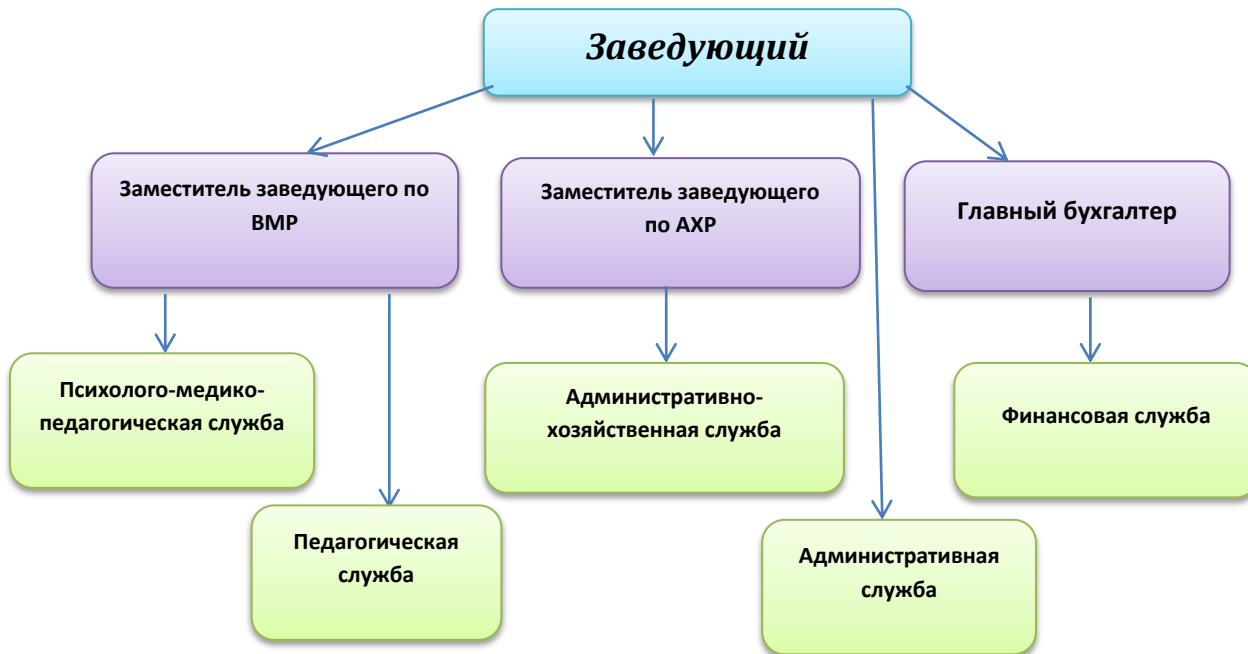 Заведующий
Заместитель заведующего по
ВМР
Заместитель заведующего
по АХР
Главный бухгалтер
Психолого-медико-
педагогическая служба
Административно-
хозяйственная служба
Финансовая служба
Педагогическая
служба
Административная
служба